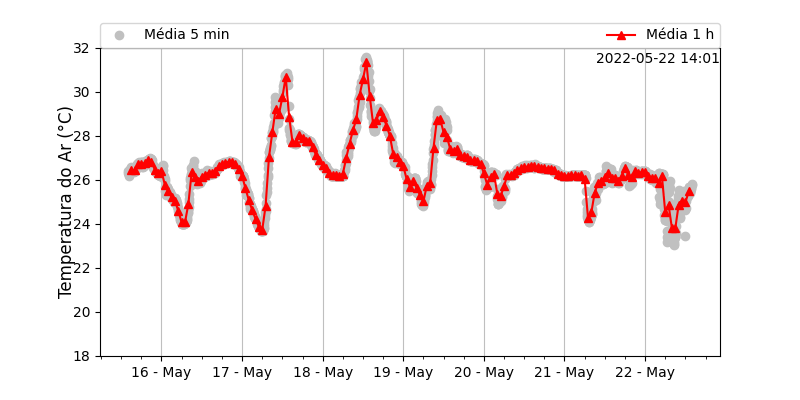 Média 5 min
Média 1 h
2022-05-22 14:01
Temperatura do Ar (°C)
32
30
28
26
24
22
20
18
16 - May
17 - May
18 - May
19 - May
20 - May
21 - May
22 - May